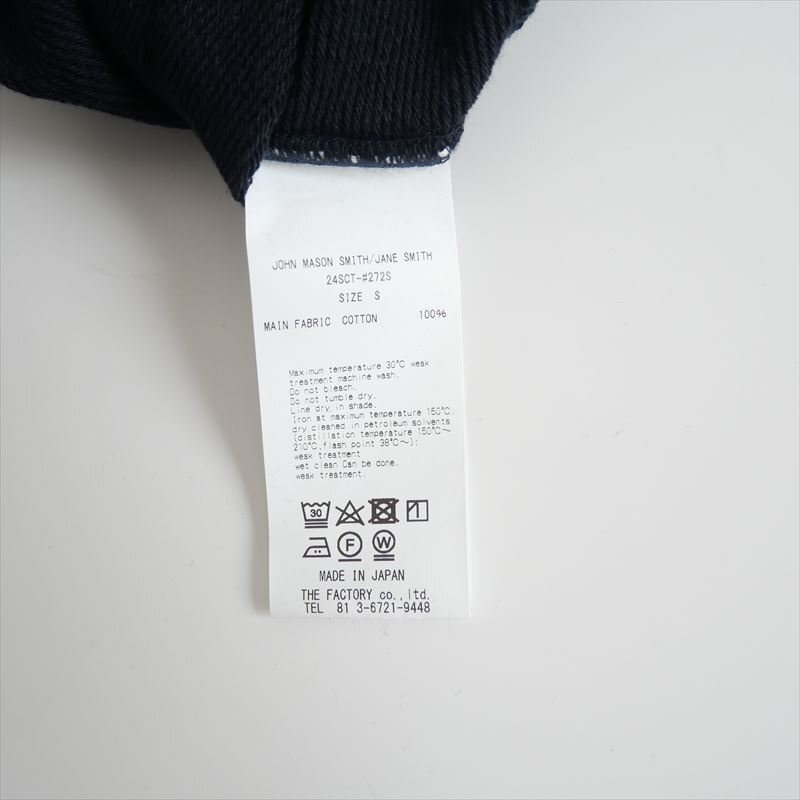 JOHN MASON SMITH/JANE SMITH
24SCT-#272S
SIZE S
MAIN FABRIC COTTON 100%
Maximum temperature 30℃ weak
treatment machine wash.
Do not bleach.
Do not tumble dry.
Line dry in shade.
Iron at maximum temperature 150℃.
dry cleaned in petroleum solvents
(distillation temperature 150℃～
210℃,flash point 38℃～):
weak treatment
wet clean Can be done.
weak treatment.
30
F W
MADE IN JAPAN
THE FACTORY co.,ltd.
TEL 81 3-6721-9448